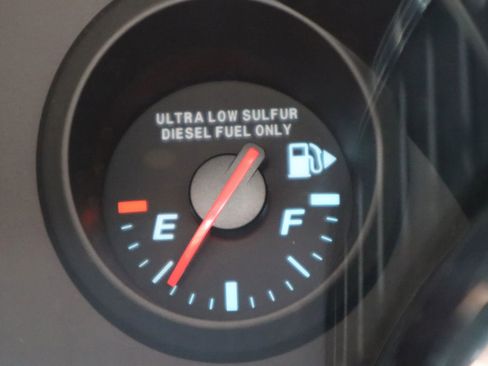 ULTRA LOW SULFUR
DIESEL FUEL ONLY
E F